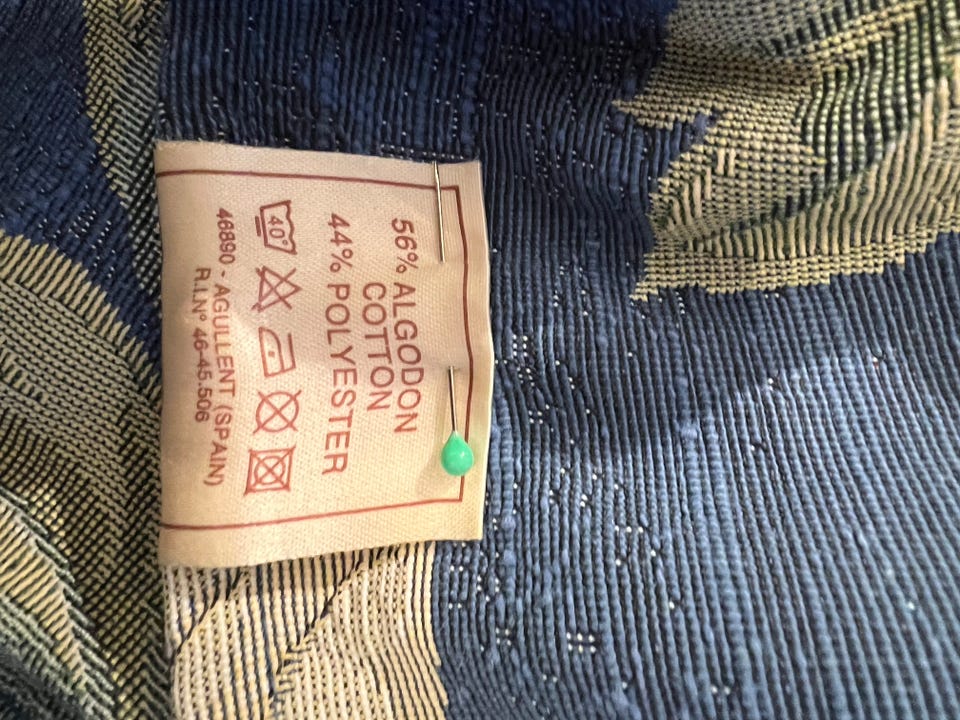 56% ALGODON
COTTON
44% POLYESTER
40°
46890 - AGULLENT (SPAIN)
R.I.Nº 46-45.506